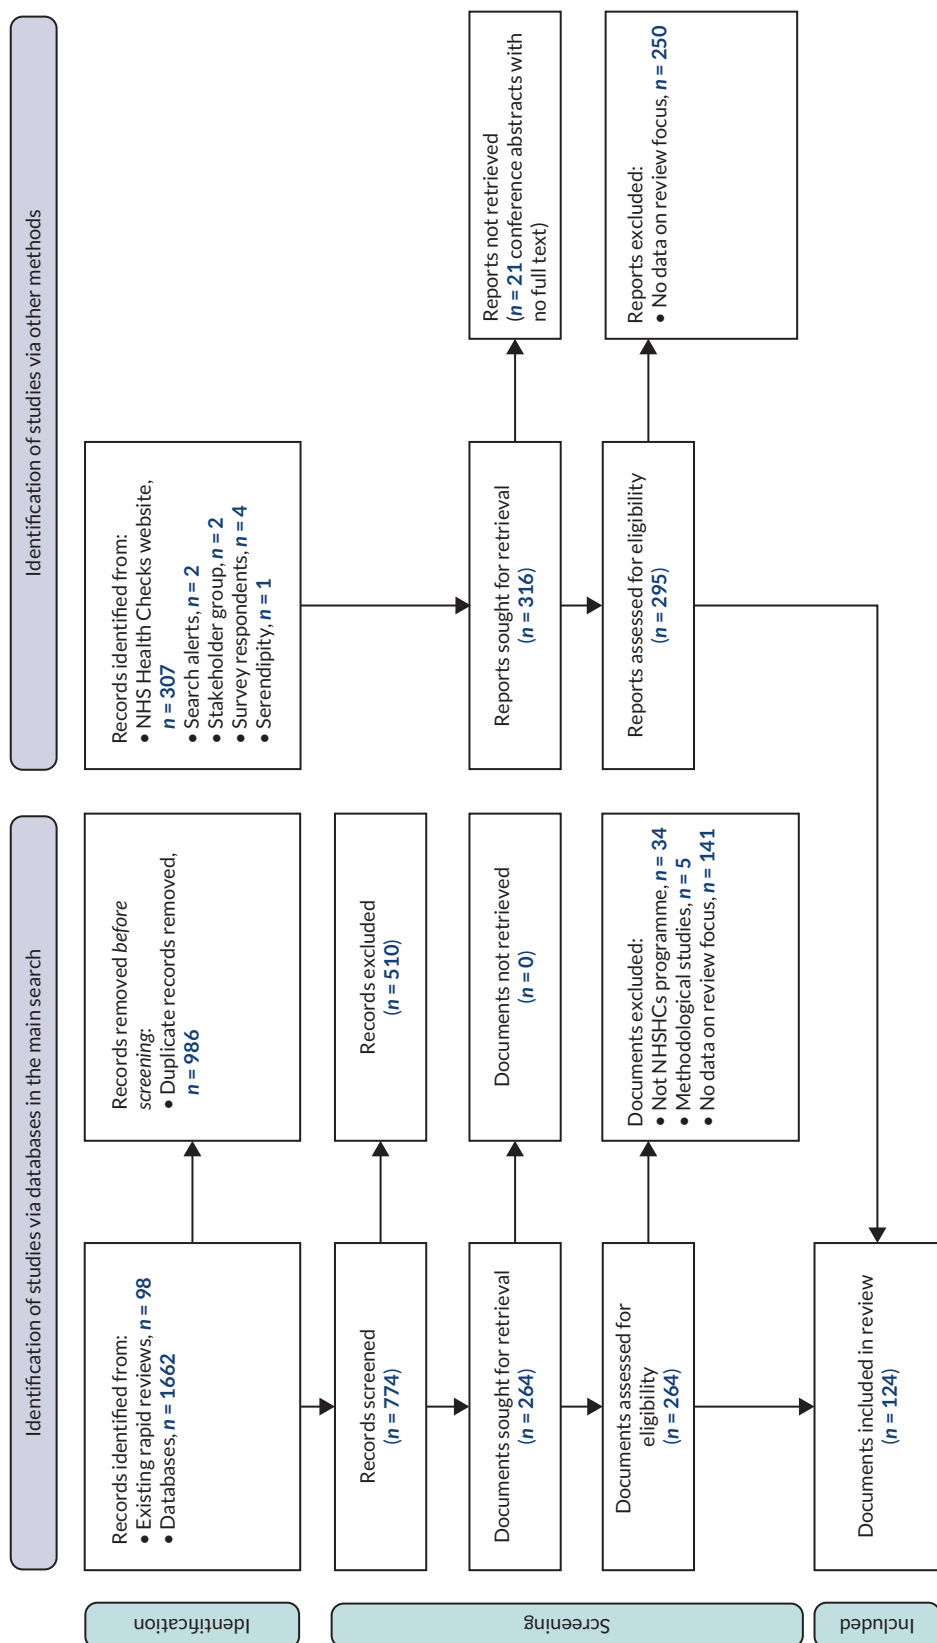 Identification of studies via databases in the main search
Identification of studies via other methods
Identification
Records identified from:
• Existing rapid reviews, n = 98
• Databases, n = 1662
Records removed before
screening:
• Duplicate records removed,
n = 986
Records identified from:
• NHS Health Checks website,
n = 307
• Search alerts, n = 2
• Stakeholder group, n = 2
• Survey respondents, n = 4
• Serendipity, n = 1
Screening
Records screened
(n = 774)
Records excluded
(n = 510)
Documents sought for retrieval
(n = 264)
Documents not retrieved
(n = 0)
Reports sought for retrieval
(n = 316)
Reports not retrieved
(n = 21 conference abstracts with
no full text)
Documents assessed for
eligibility
(n = 264)
Documents excluded:
• Not NHSHCs programme, n = 34
• Methodological studies, n = 5
• No data on review focus, n = 141
Reports assessed for eligibility
(n = 295)
Reports excluded:
• No data on review focus, n = 250
Included
Documents included in review
(n = 124)